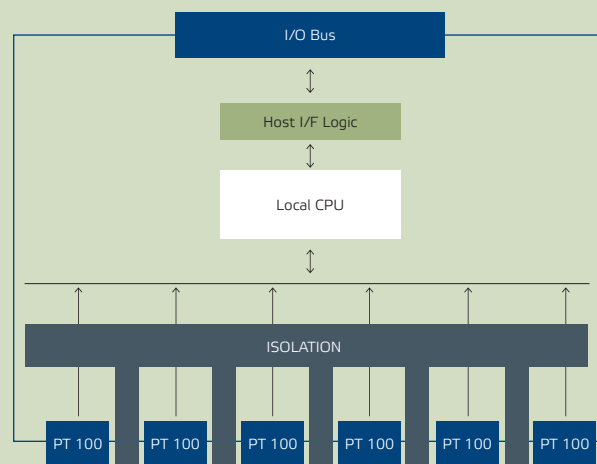 I/O Bus
Host I/F Logic
Local CPU
ISOLATION
PT 100
PT 100
PT 100
PT 100
PT 100
PT 100